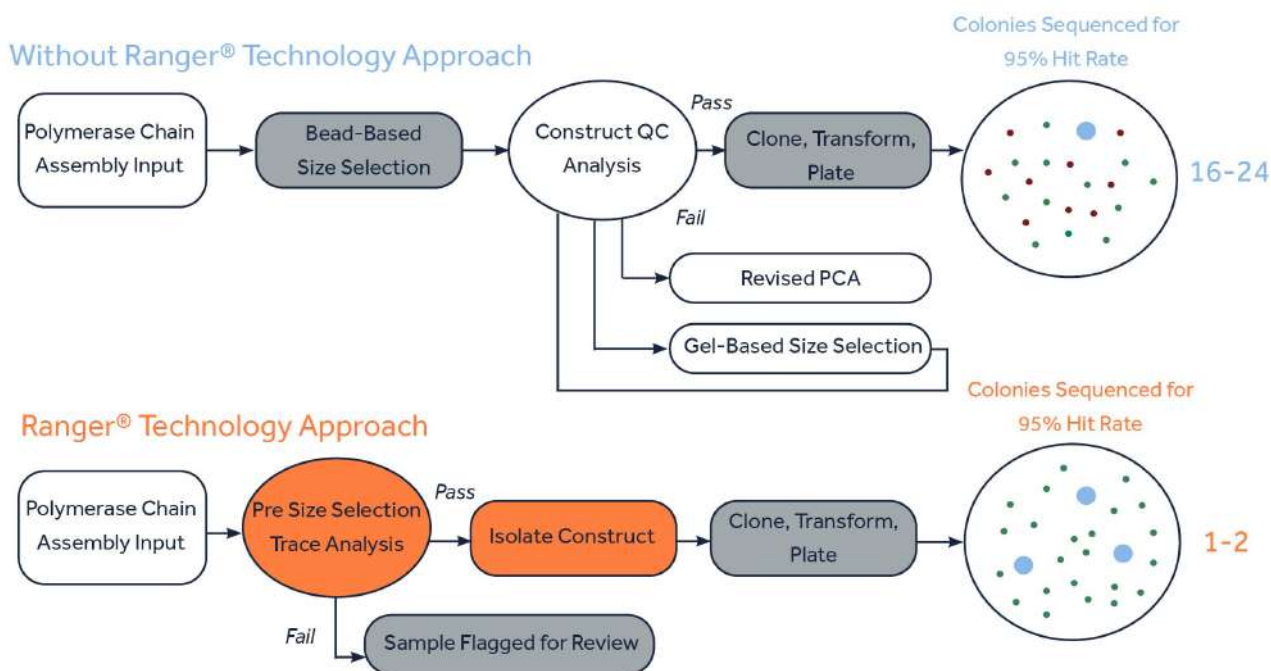 Without Ranger® Technology Approach
Colonies Sequenced for
95% Hit Rate
Polymerase Chain
Assembly Input
Bead-Based
Size Selection
Construct QC
Analysis
Pass
Clone, Transform,
Plate
16-24
Fail
Revised PCA
Gel-Based Size Selection
Ranger® Technology Approach
Colonies Sequenced for
95% Hit Rate
Polymerase Chain
Assembly Input
Pre Size Selection
Trace Analysis
Pass
Isolate Construct
Clone, Transform,
Plate
1-2
Fail
Sample Flagged for Review